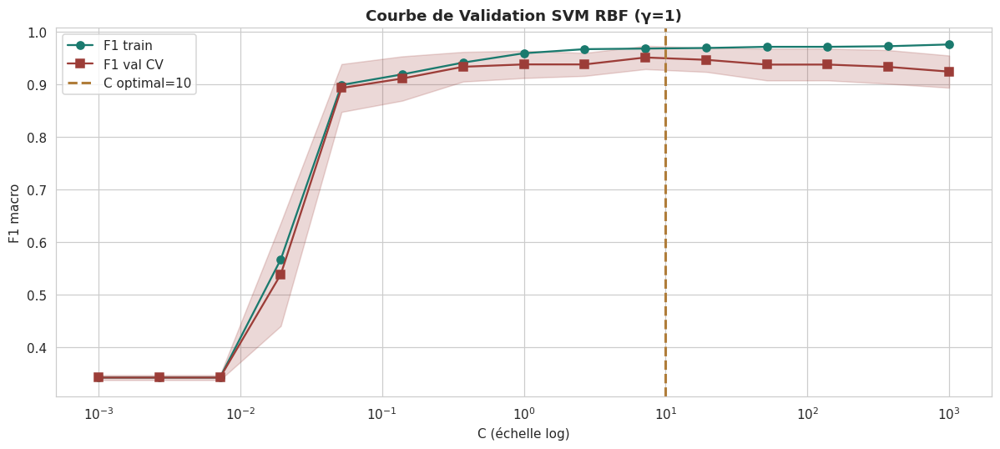 Courbe de Validation SVM RBF (γ=1)
F1 train
F1 val CV
C optimal=10
F1 macro
1.0
0.9
0.8
0.7
0.6
0.5
0.4
10⁻³ 10⁻² 10⁻¹ 10⁰ 10¹ 10² 10³
C (échelle log)